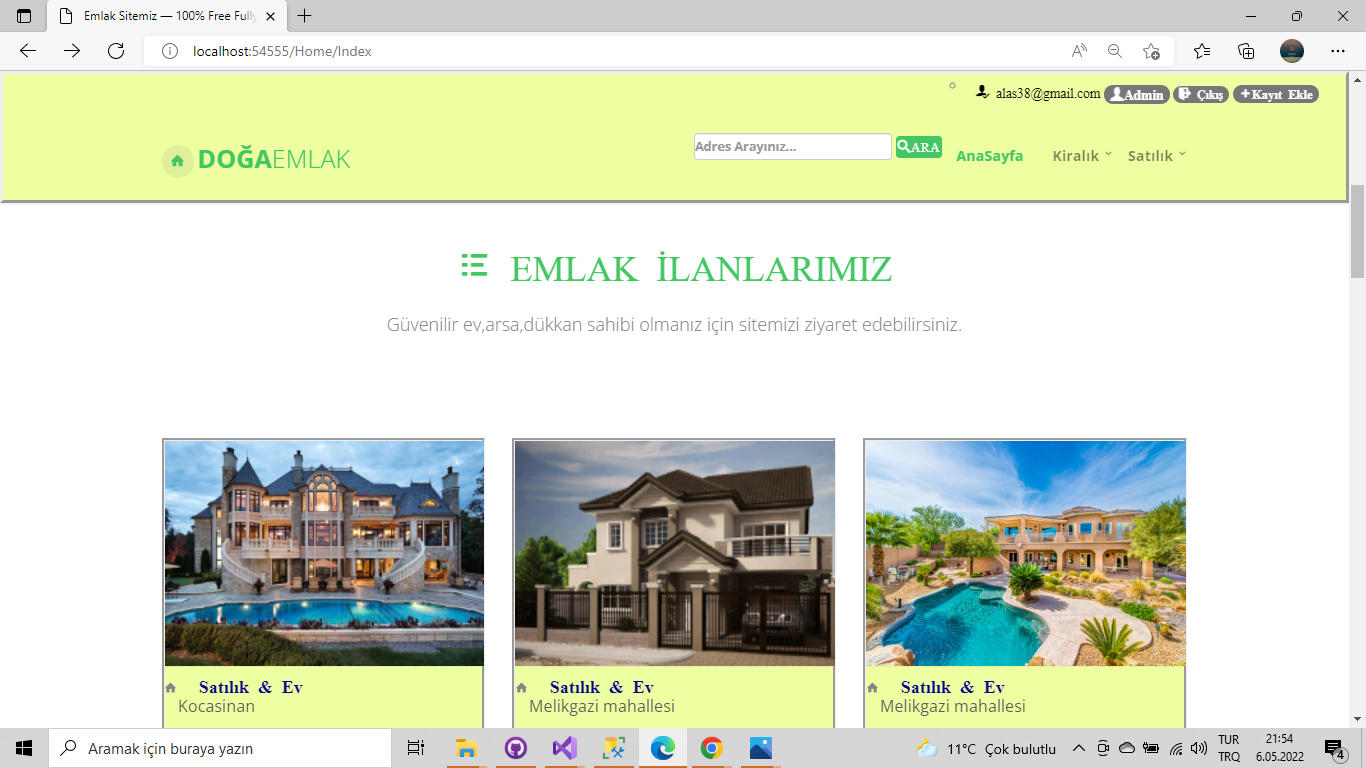 Emlak Sitemiz — 100% Free Fully
localhost:54555/Home/Index
alas38@gmail.com Admin Çıkış Kayıt Ekle
DOĞAEMLAK
Adres Arayınız... ARA AnaSayfa Kiralık Satılık
EMLAK İLANLARIMIZ
Güvenilir ev,arsa,dükkan sahibi olmanız için sitemizi ziyaret edebilirsiniz.
Satılık & Ev
Kocasinan
Satılık & Ev
Melikgazi mahallesi
Satılık & Ev
Melikgazi mahallesi
Aramak için buraya yazın
11°C Çok bulutlu
TUR
TRQ
21:54
6.05.2022
4